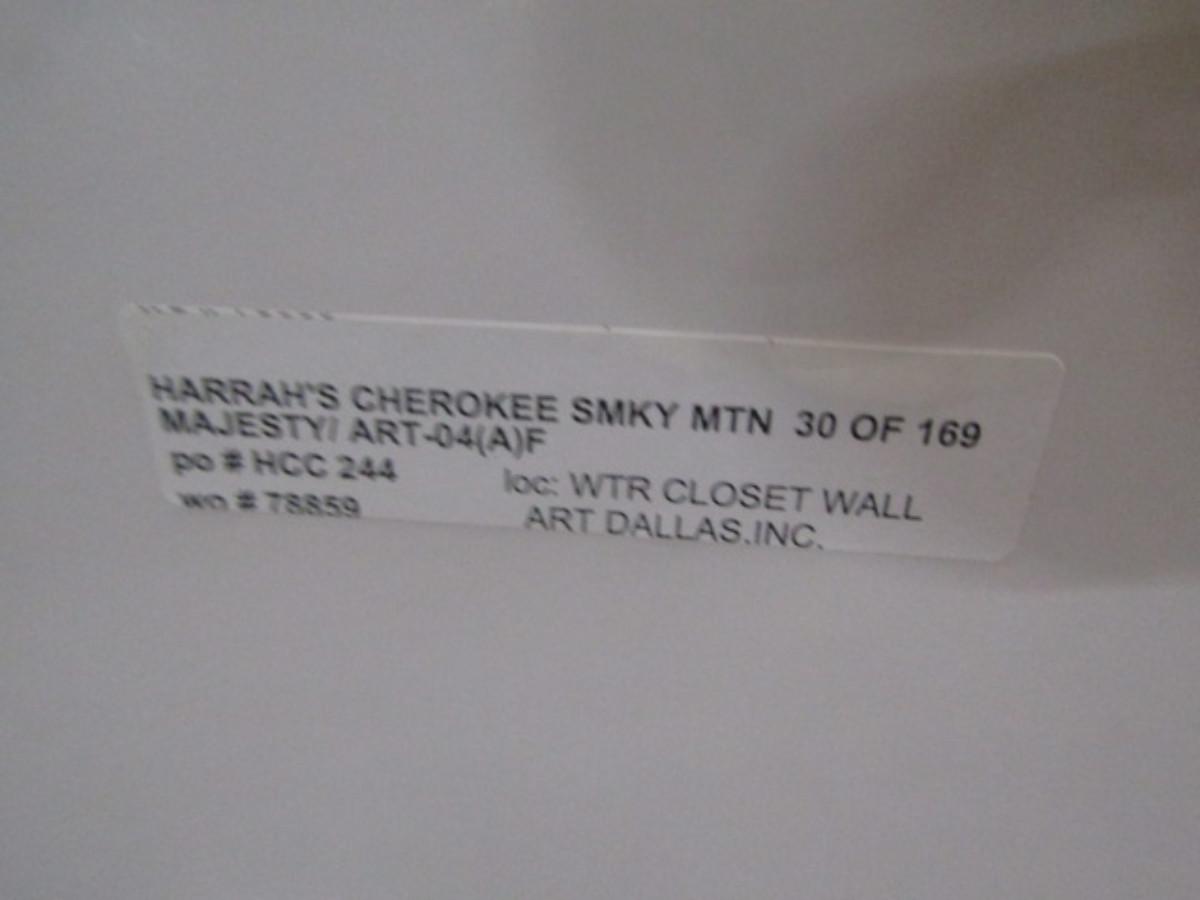 HARRAH'S CHEROKEE SMKY MTN 30 OF 169
MAJESTY/ ART-04(A)F
po # HCC 244 loc: WTR CLOSET WALL
wo # 78859 ART DALLAS.INC.